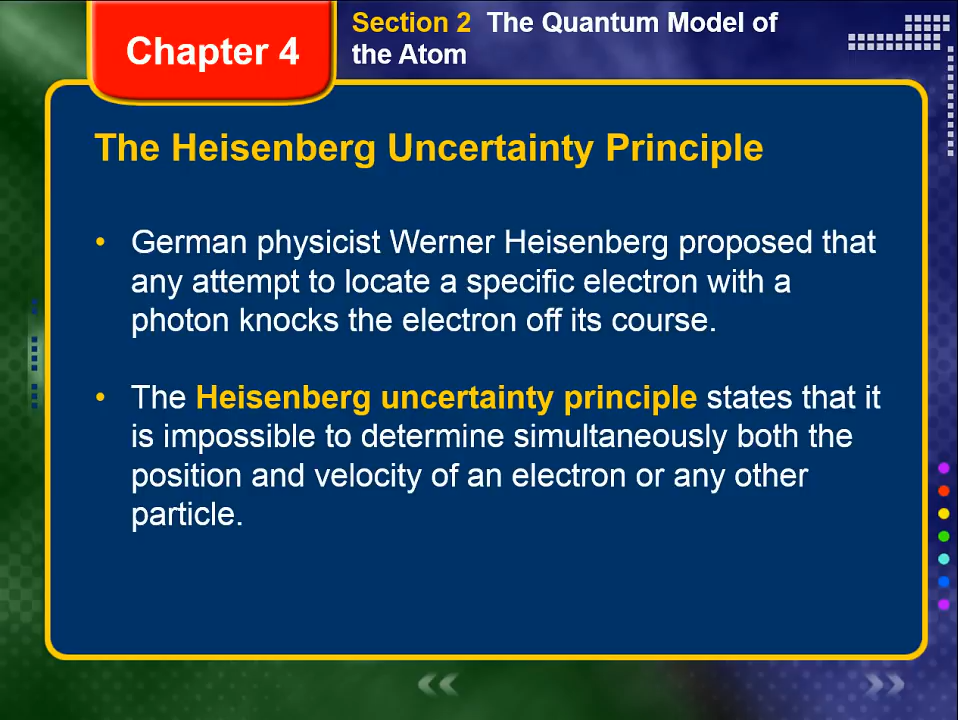 Chapter 4
Section 2 The Quantum Model of
the Atom
The Heisenberg Uncertainty Principle
• German physicist Werner Heisenberg proposed that
any attempt to locate a specific electron with a
photon knocks the electron off its course.
• The Heisenberg uncertainty principle states that it
is impossible to determine simultaneously both the
position and velocity of an electron or any other
particle.